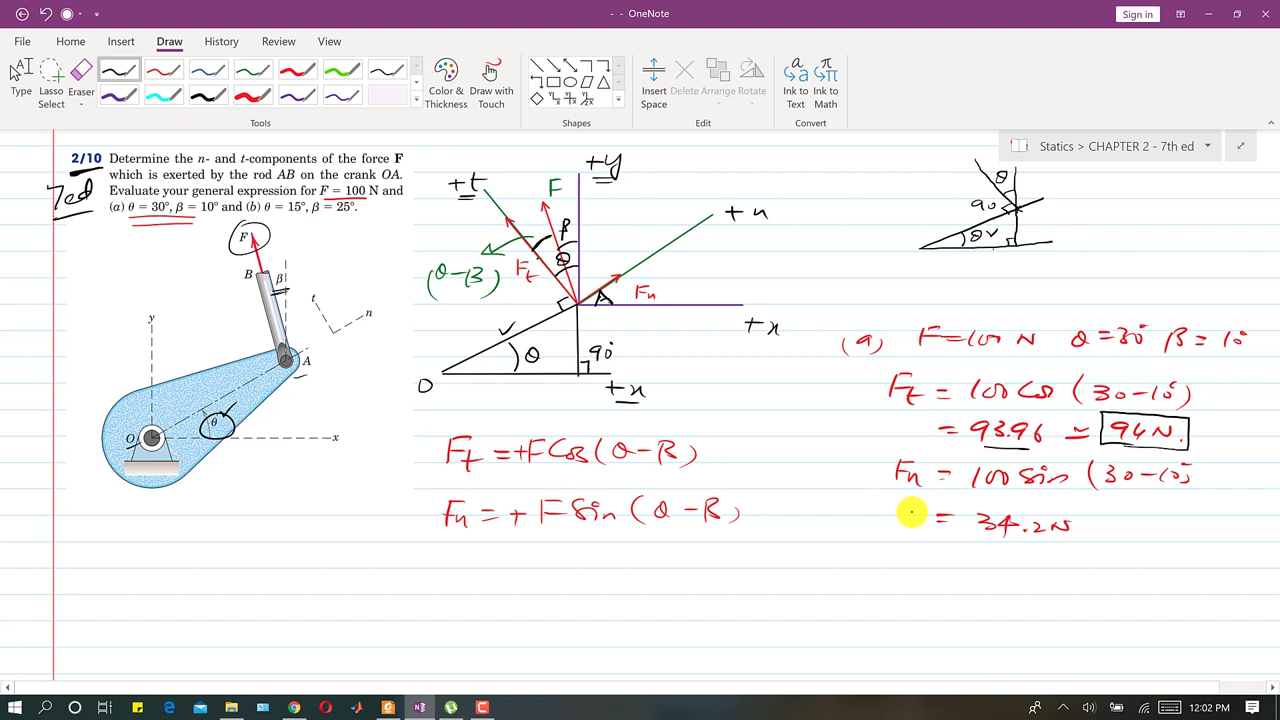 - - OneNote
Sign in
File Home Insert Draw History Review View
Type
Lasso Select
Eraser
Color & Thickness
Draw with Touch
Insert Space
Delete
Arrange
Rotate
Ink to Text
Ink to Math
Tools
Shapes
Edit
Convert
Statics > CHAPTER 2 - 7th ed
2/10 Determine the n- and t-components of the force F
which is exerted by the rod AB on the crank OA.
Evaluate your general expression for F = 100 N and
(a) θ = 30°, β = 10° and (b) θ = 15°, β = 25°.
7ed
F
B
β
t
n
y
A
θ
O
x
+t
F
+y
+n
β
θ
(θ-β)
Ft
Fn
A
+x
θ
90°
O
+x
Ft = +F Cos(θ-β)
Fn = + F Sin(θ-β)
θ
90
θ
(a) F=100 N θ=30° β=10
Ft = 100 Cos (30-10°)
= 93.96 ≃ 94 N.
Fn = 100 Sin (30-10°)
= 34.2 N
12:02 PM